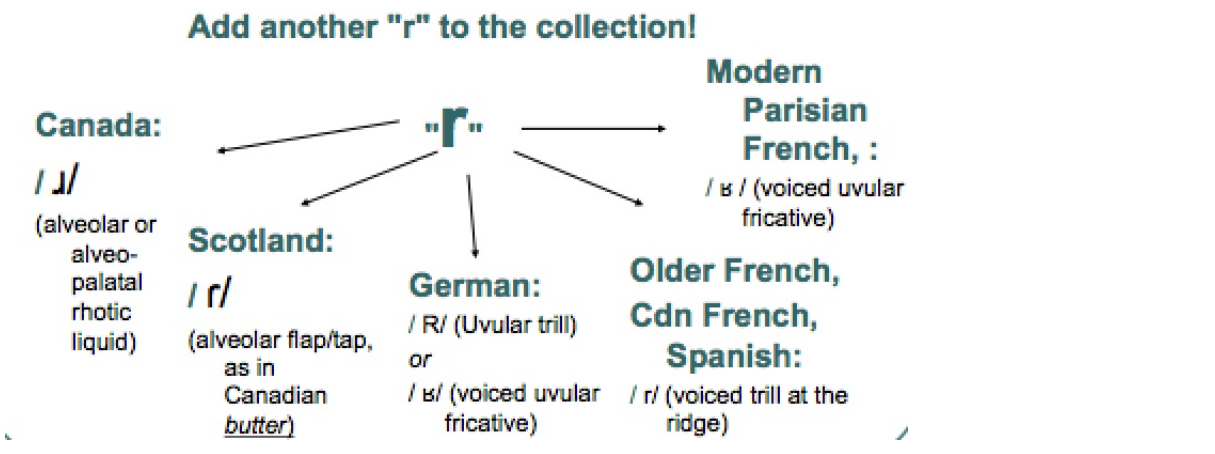 Add another "r" to the collection!
"r"
Canada:
/ ɹ/
(alveolar or
alveo-
palatal
rhotic
liquid)
Scotland:
/ ɾ/
(alveolar flap/tap,
as in
Canadian
butter)
German:
/ R/ (Uvular trill)
or
/ ʁ/ (voiced uvular
fricative)
Older French,
Cdn French,
Spanish:
/ r/ (voiced trill at the
ridge)
Modern
Parisian
French, :
/ ʁ / (voiced uvular
fricative)